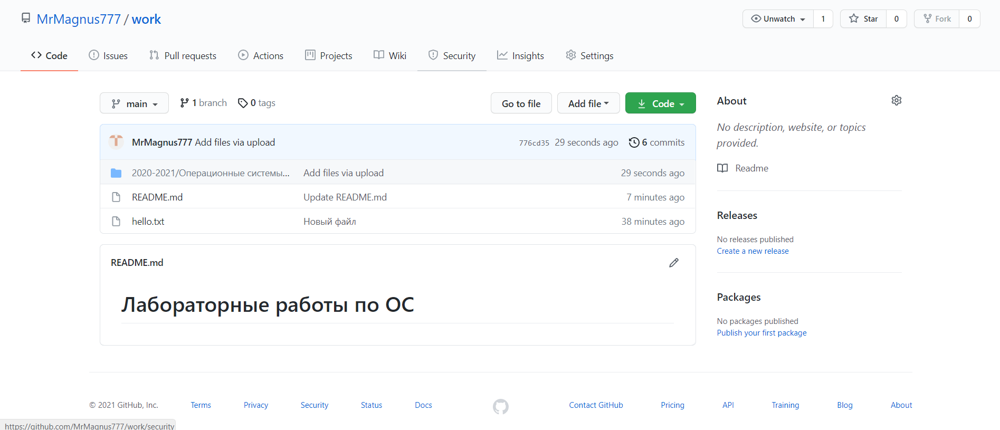 MrMagnus777 / work
Unwatch 1 Star 0 Fork 0
Code Issues Pull requests Actions Projects Wiki Security Insights Settings
main 1 branch 0 tags Go to file Add file Code
MrMagnus777 Add files via upload 776cd35 29 seconds ago 6 commits
2020-2021/Операционные системы... Add files via upload 29 seconds ago
README.md Update README.md 7 minutes ago
hello.txt Новый файл 38 minutes ago
README.md
Лабораторные работы по ОС
About
No description, website, or topics
provided.
Readme
Releases
No releases published
Create a new release
Packages
No packages published
Publish your first package
© 2021 GitHub, Inc. Terms Privacy Security Status Docs Contact GitHub Pricing API Training Blog About
https://github.com/MrMagnus777/work/security